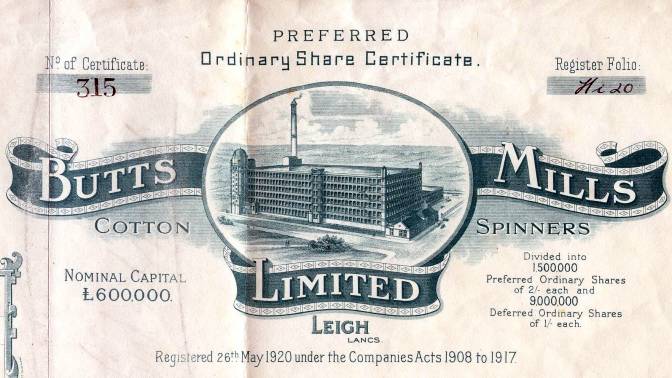 PREFERRED
Ordinary Share Certificate.
No of Certificate:
315
Register Folio:
Hi 20
BUTTS MILLS
COTTON SPINNERS
LIMITED
LEIGH
LANCS.
NOMINAL CAPITAL
£600,000.
Divided into
1,500,000
Preferred Ordinary Shares
of 2/- each and
9,000,000
Deferred Ordinary Shares
of 1/- each.
Registered 26th May 1920 under the Companies Acts 1908 to 1917.